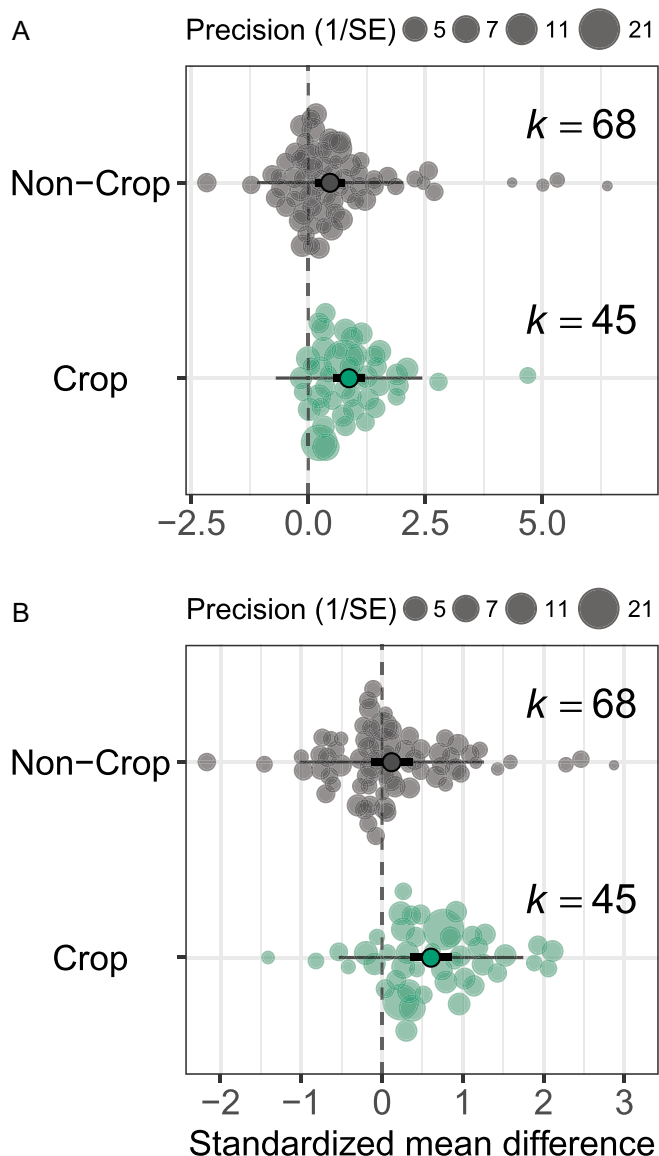 A
Precision (1/SE) 5 7 11 21
k = 68
Non−Crop
k = 45
Crop
−2.5 0.0 2.5 5.0
B
Precision (1/SE) 5 7 11 21
k = 68
Non−Crop
k = 45
Crop
−2 −1 0 1 2 3
Standardized mean difference